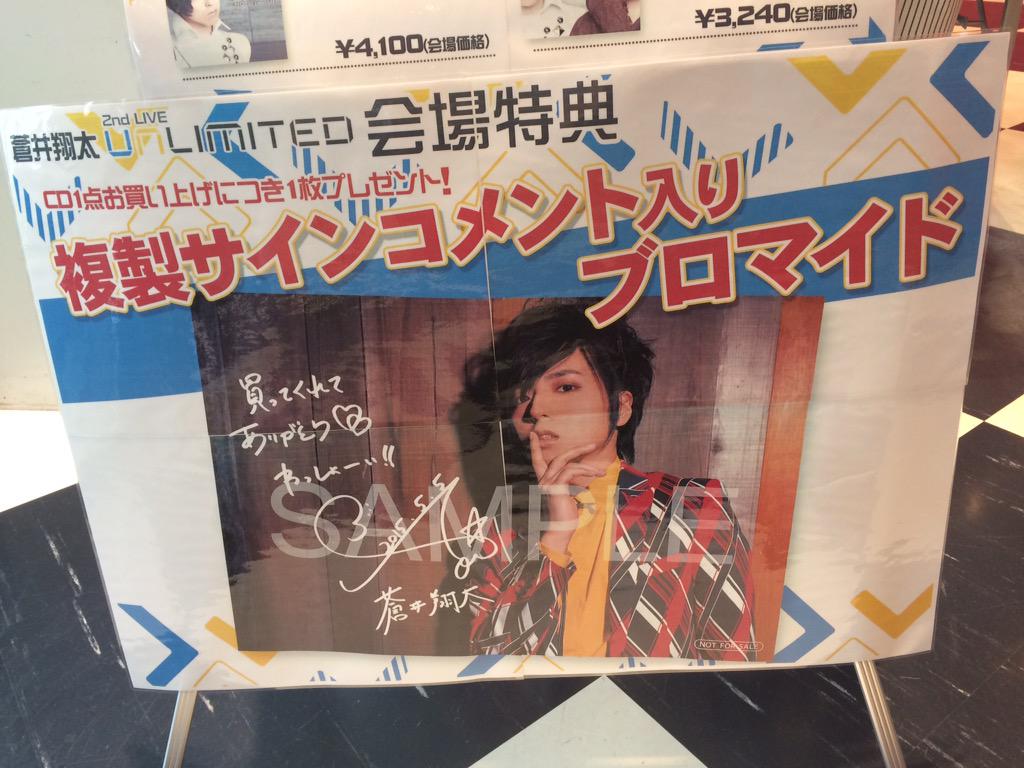 ¥4,100(会場価格)
¥3,240(会場価格)
蒼井翔太 2nd LIVE UNLIMITED 会場特典
CD1点お買い上げにつき1枚プレゼント!
複製サインコメント入り
ブロマイド
買ってくれて
ありがとう
わっしょーい!!
SAMPLE
蒼井翔太
NOT FOR SALE